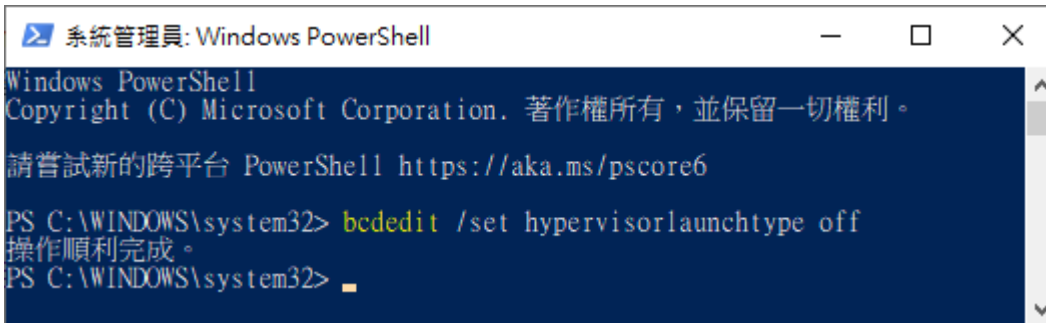 系統管理員: Windows PowerShell
Windows PowerShell
Copyright (C) Microsoft Corporation. 著作權所有，並保留一切權利。
請嘗試新的跨平台 PowerShell https://aka.ms/pscore6
PS C:\WINDOWS\system32> bcdedit /set hypervisorlaunchtype off
操作順利完成。
PS C:\WINDOWS\system32>